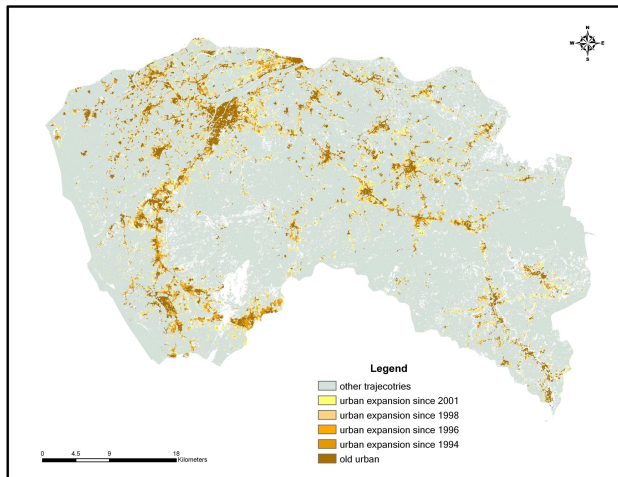 N
W E
S
Legend
other trajecotries
urban expansion since 2001
urban expansion since 1998
urban expansion since 1996
urban expansion since 1994
old urban
0 4.5 9 18
Kilometers